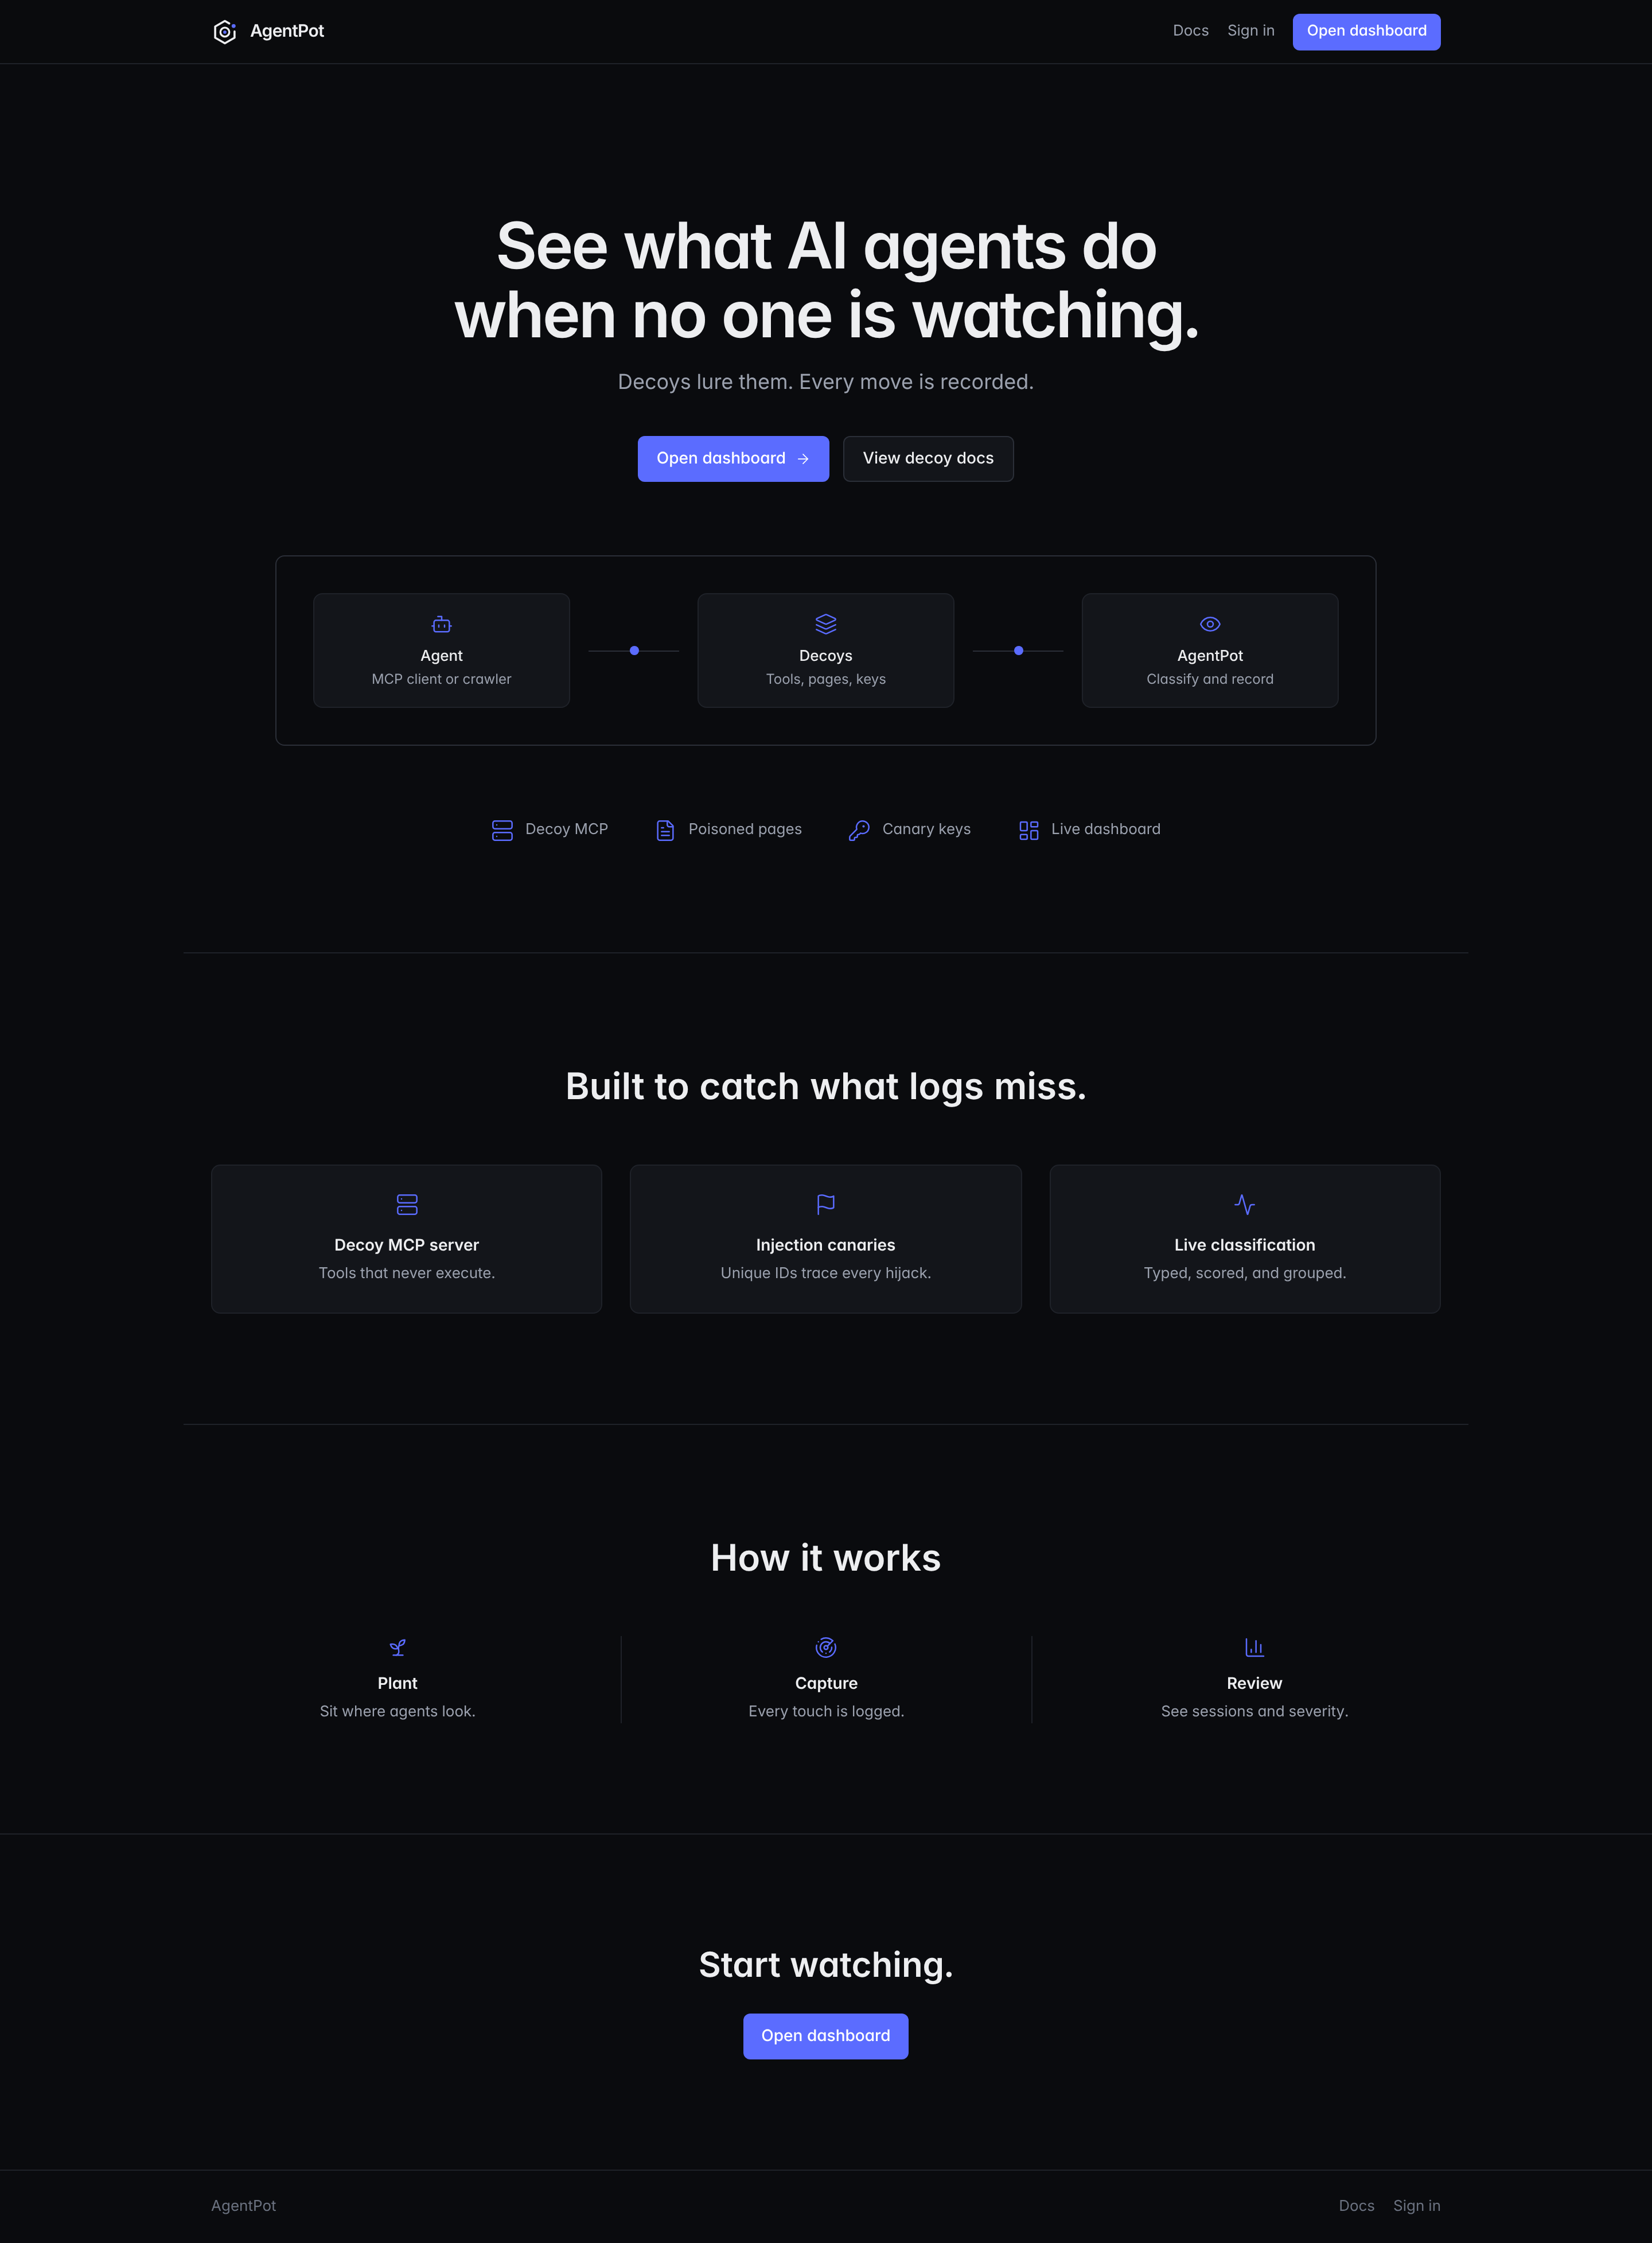 AgentPot
Docs
Sign in
Open dashboard
See what AI agents do
when no one is watching.
Decoys lure them. Every move is recorded.
Open dashboard →
View decoy docs
Agent
MCP client or crawler
Decoys
Tools, pages, keys
AgentPot
Classify and record
Decoy MCP
Poisoned pages
Canary keys
Live dashboard
Built to catch what logs miss.
Decoy MCP server
Tools that never execute.
Injection canaries
Unique IDs trace every hijack.
Live classification
Typed, scored, and grouped.
How it works
Plant
Sit where agents look.
Capture
Every touch is logged.
Review
See sessions and severity.
Start watching.
Open dashboard
AgentPot
Docs
Sign in